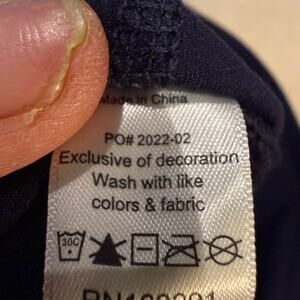 Made in China
PO# 2022-02
Exclusive of decoration
Wash with like
colors & fabric
30C